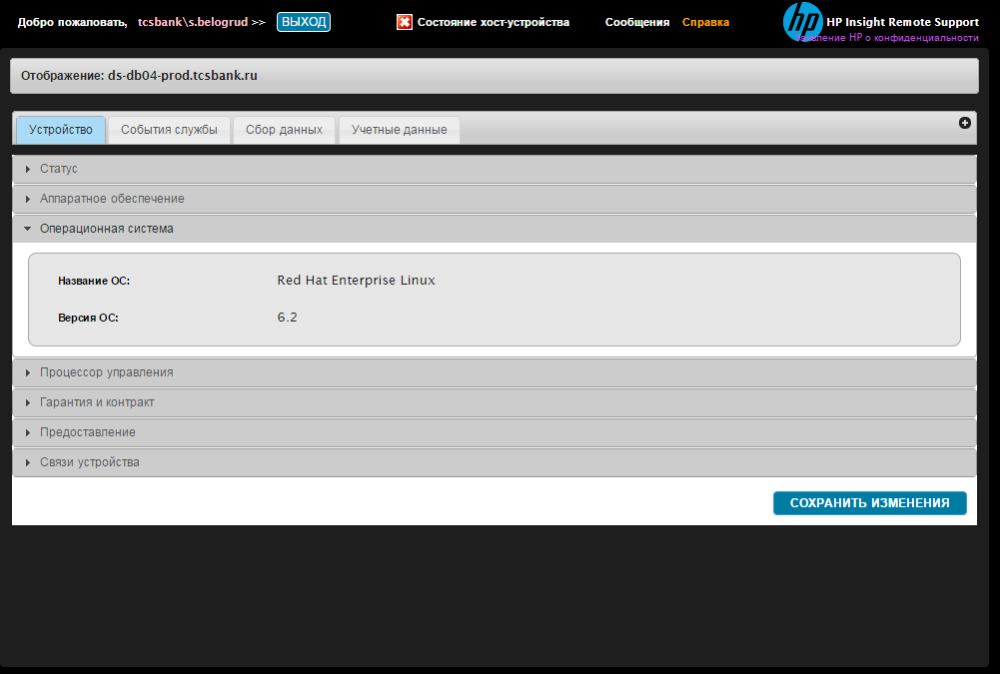 Добро пожаловать, tcsbank\s.belogrud >> ВЫХОД Состояние хост-устройства Сообщения Справка hp HP Insight Remote Support
явление HP о конфиденциальности
Отображение: ds-db04-prod.tcsbank.ru
Устройство События службы Сбор данных Учетные данные
Статус
Аппаратное обеспечение
Операционная система
Название ОС: Red Hat Enterprise Linux
Версия ОС: 6.2
Процессор управления
Гарантия и контракт
Предоставление
Связи устройства
СОХРАНИТЬ ИЗМЕНЕНИЯ